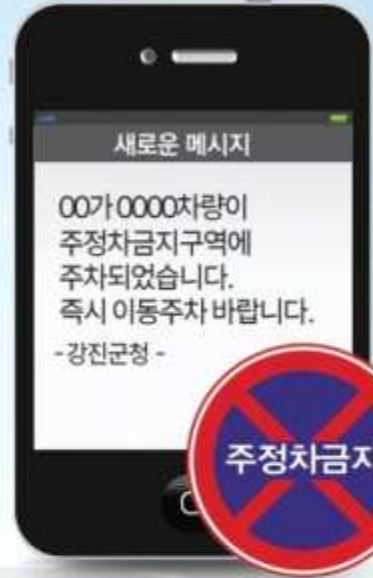 새로운 메시지
00가 0000차량이
주정차금지구역에
주차되었습니다.
즉시 이동주차 바랍니다.
- 강진군청 -
주정차금지